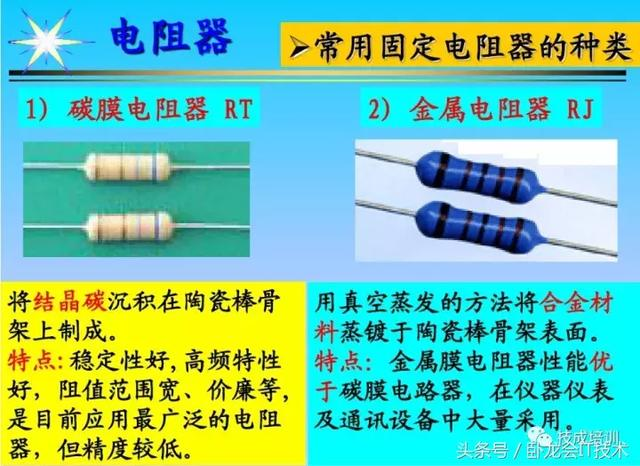 电阻器
➢常用固定电阻器的种类
1) 碳膜电阻器 RT
2) 金属电阻器 RJ
将结晶碳沉积在陶瓷棒骨
架上制成。
特点:稳定性好,高频特性
好，阻值范围宽、价廉等,
是目前应用最广泛的电阻
器，但精度较低。
用真空蒸发的方法将合金材
料蒸镀于陶瓷棒骨架表面。
特点：金属膜电阻器性能优
于碳膜电路器，在仪器仪表
及通讯设备中大量采用。
技成培训
头条号 / 卧龙会IT技术